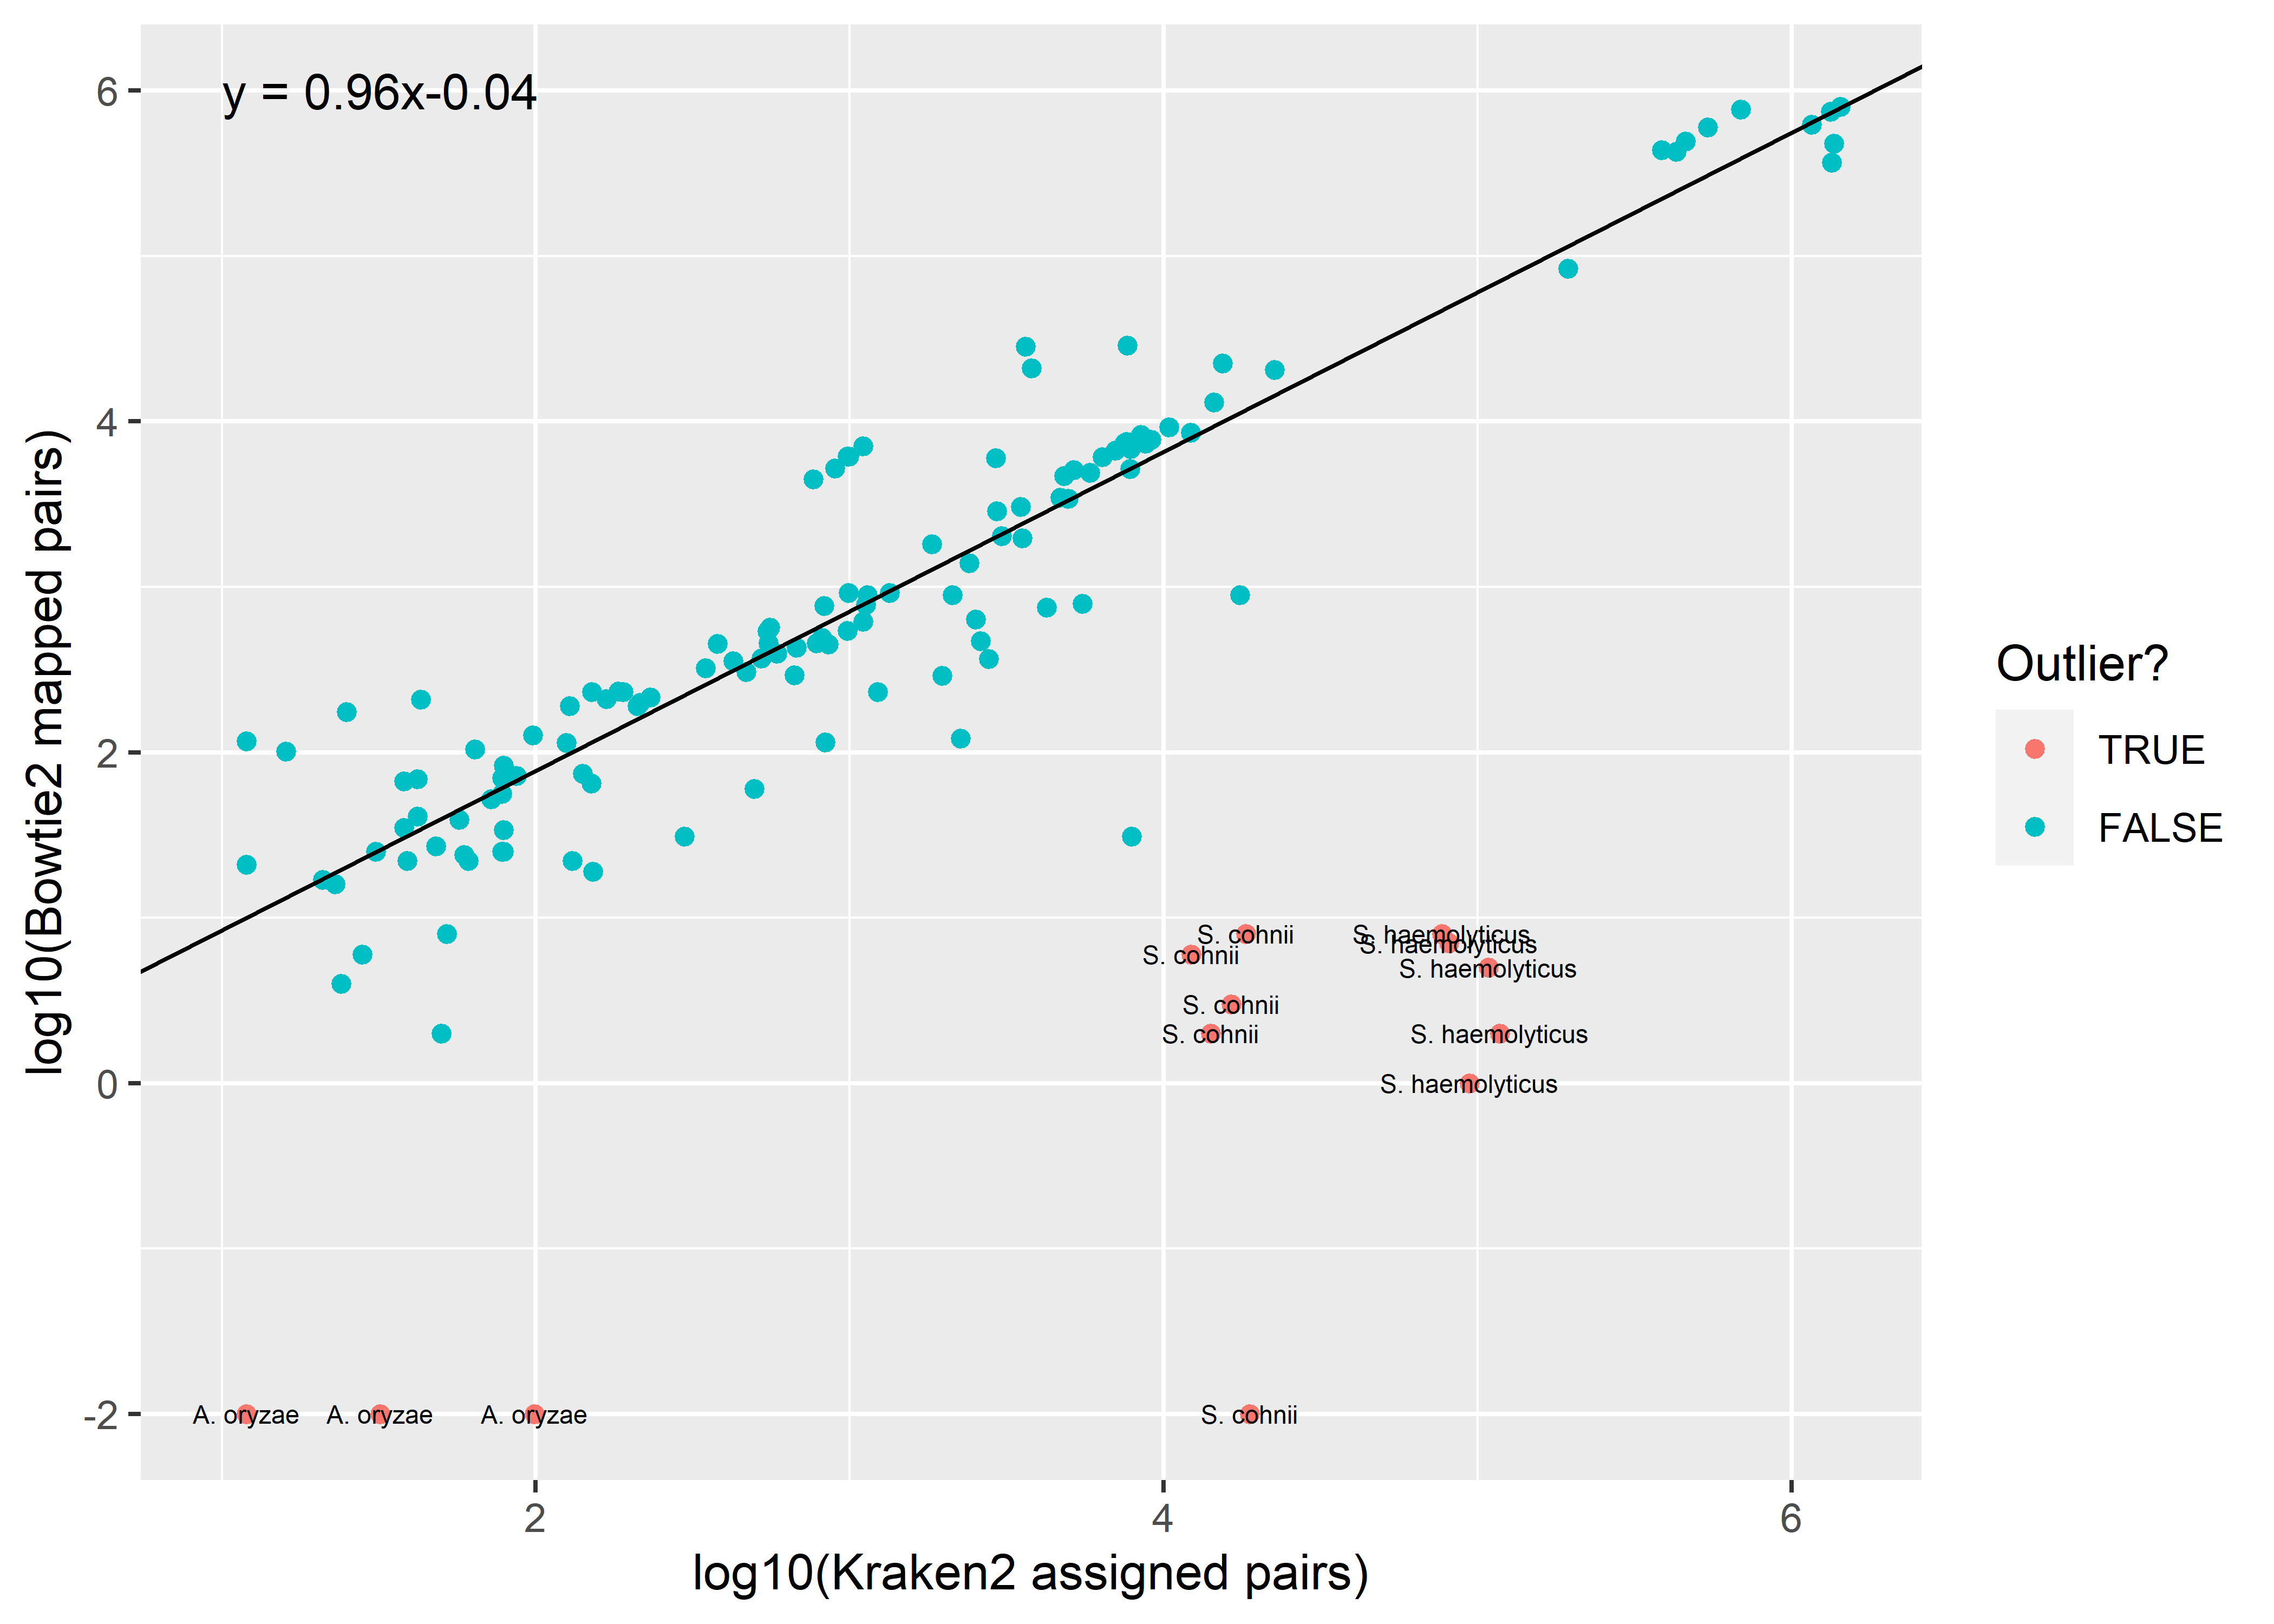 y = 0.96x-0.04
6
4
2
0
-2
log10(Bowtie2 mapped pairs)
S. cohnii
S. haemolyticus
S. haemolyticus
S. cohnii
S. haemolyticus
S. cohnii
S. cohnii
S. haemolyticus
S. haemolyticus
A. oryzae
A. oryzae
A. oryzae
S. cohnii
2
4
6
log10(Kraken2 assigned pairs)
Outlier?
TRUE
FALSE